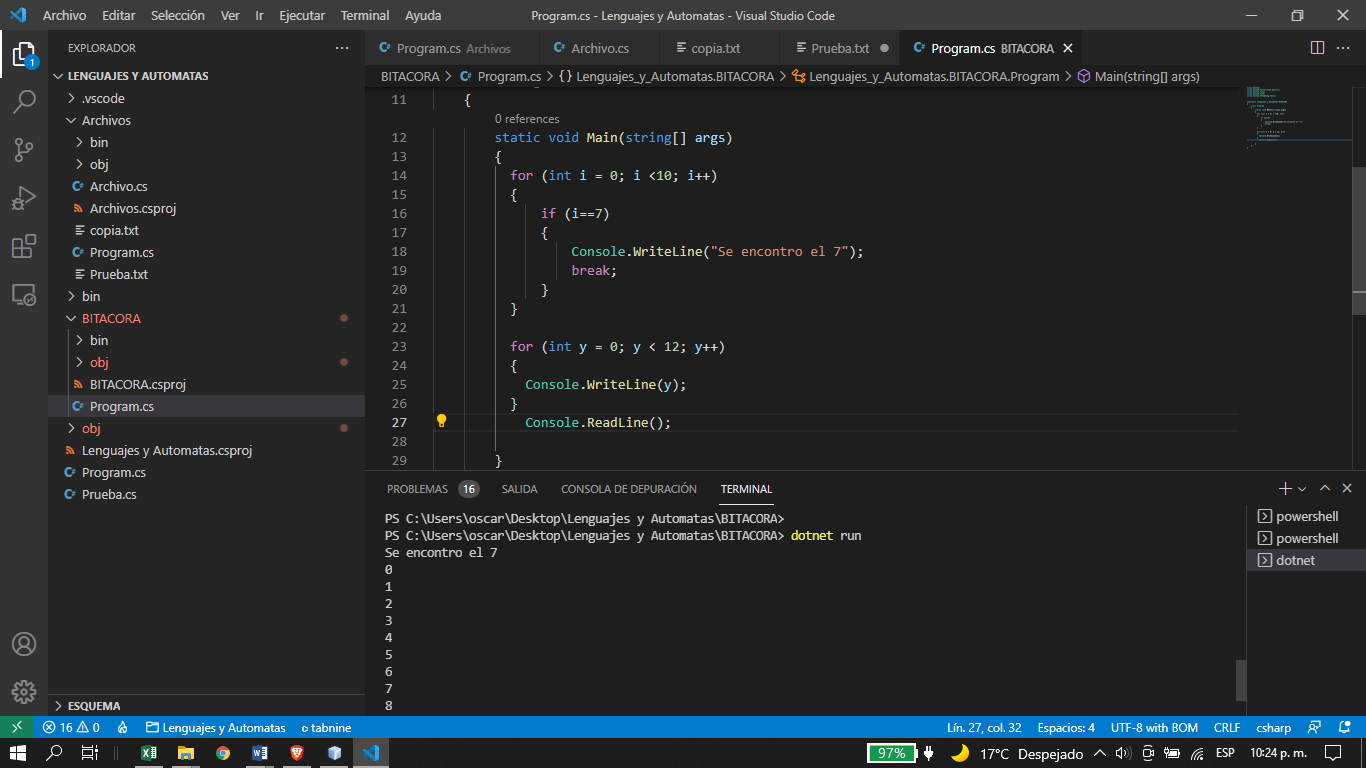 Archivo Editar Selección Ver Ir Ejecutar Terminal Ayuda Program.cs - Lenguajes y Automatas - Visual Studio Code
EXPLORADOR
Program.cs Archivos Archivo.cs copia.txt Prueba.txt Program.cs BITACORA
LENGUAJES Y AUTOMATAS
BITACORA > Program.cs > {} Lenguajes_y_Automatas.BITACORA > Lenguajes_y_Automatas.BITACORA.Program > Main(string[] args)
.vscode
Archivos
bin
obj
Archivo.cs
Archivos.csproj
copia.txt
Program.cs
Prueba.txt
bin
BITACORA
bin
obj
BITACORA.csproj
Program.cs
obj
Lenguajes y Automatas.csproj
Program.cs
Prueba.cs
ESQUEMA
11 {
0 references
12 static void Main(string[] args)
13 {
14 for (int i = 0; i <10; i++)
15 {
16 if (i==7)
17 {
18 Console.WriteLine("Se encontro el 7");
19 break;
20 }
21 }
22
23 for (int y = 0; y < 12; y++)
24 {
25 Console.WriteLine(y);
26 }
27 Console.ReadLine();
28
29 }
PROBLEMAS 16 SALIDA CONSOLA DE DEPURACIÓN TERMINAL
PS C:\Users\oscar\Desktop\Lenguajes y Automatas\BITACORA>
PS C:\Users\oscar\Desktop\Lenguajes y Automatas\BITACORA> dotnet run
Se encontro el 7
0
1
2
3
4
5
6
7
8
powershell
powershell
dotnet
1
16 0 Lenguajes y Automatas tabnine Lín. 27, col. 32 Espacios: 4 UTF-8 with BOM CRLF csharp
97% 17°C Despejado ESP 10:24 p. m.